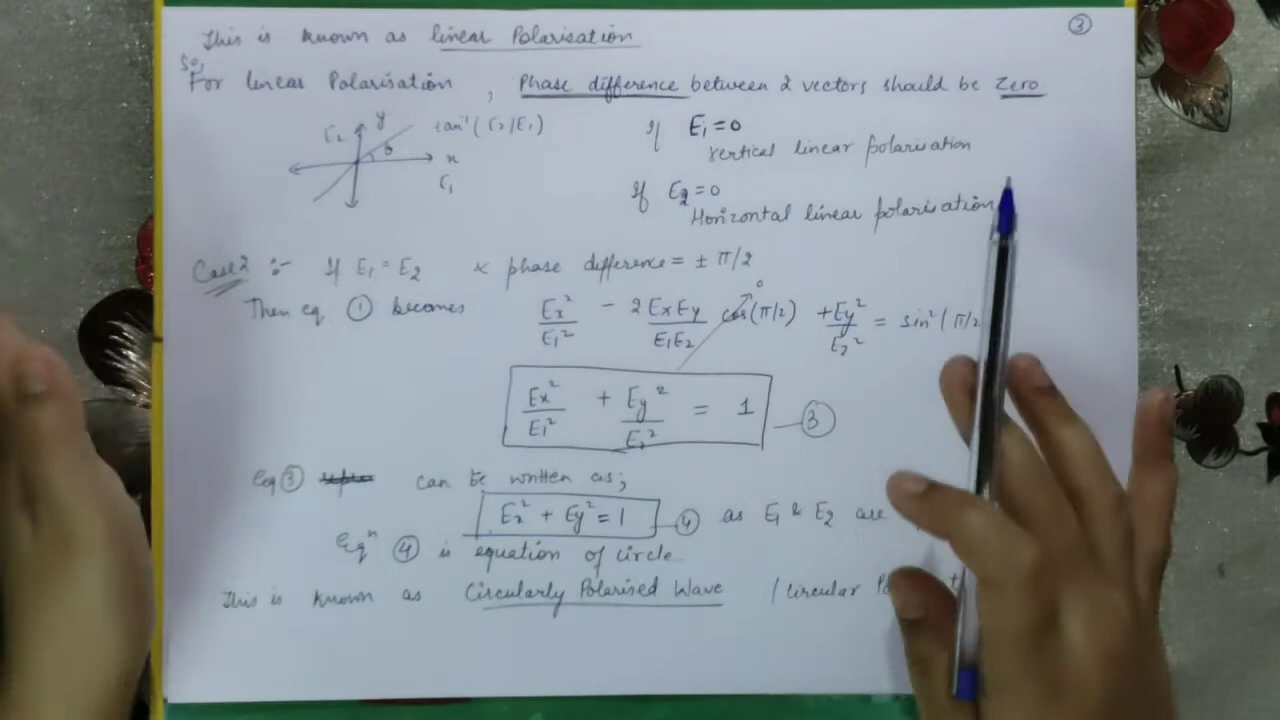 ③
This is known as linear Polarisation
So,
For linear Polarisation, Phase difference between 2 vectors should be Zero
E₂ y tan⁻¹(E₂/E₁)
θ x
E₁
If E₁=0
vertical linear polarisation
If E₂=0
Horizontal linear polarisation
Case 2 :- If E₁ = E₂ & phase difference = ± π/2
Then eq ① becomes Ex²/E₁² - 2ExEy/E₁E₂ cos(π/2) 0 + Ey²/E₂² = sin²(π/2
Ex²/E₁² + Ey²/E₂² = 1 - ③
Eq ③ can be written as;
Ex² + Ey² = 1 - ④ as E₁ & E₂ are
Eqⁿ ④ is equation of circle
This is known as Circularly Polarised Wave / Circular